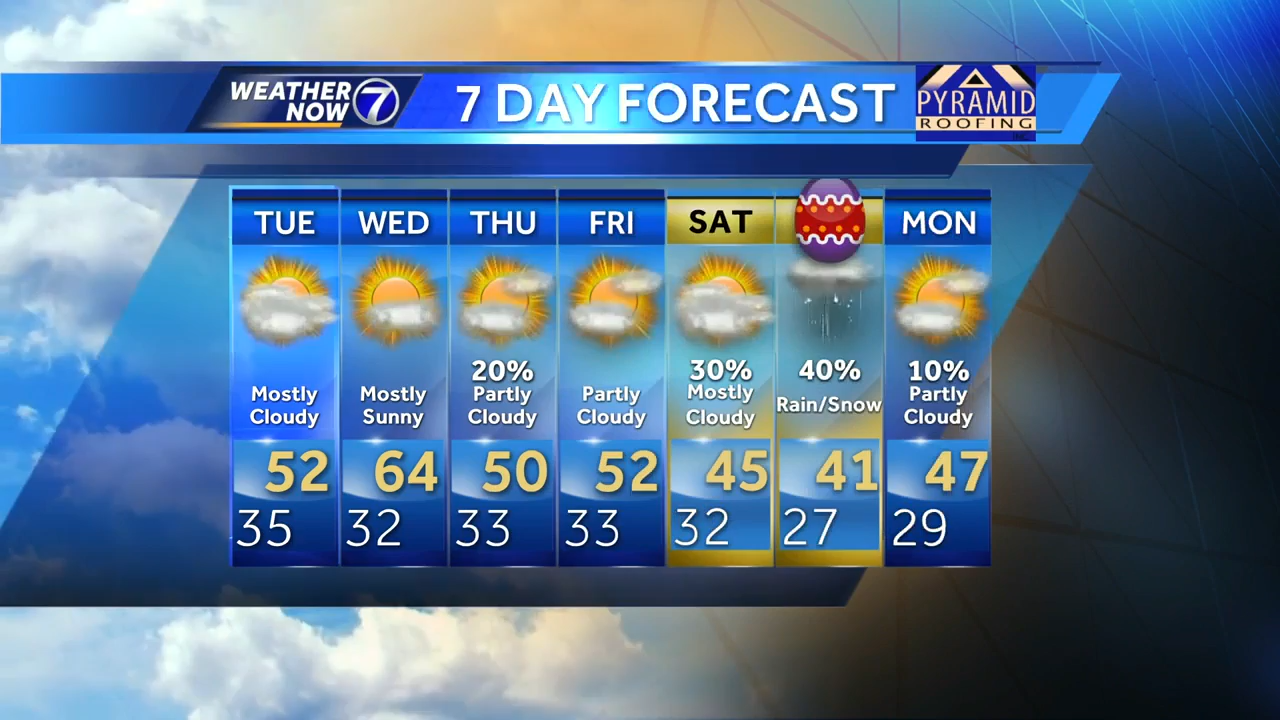 WEATHER
NOW 7
7 DAY FORECAST
PYRAMID
ROOFING
INC
TUE WED THU FRI SAT MON
20% 30% 40% 10%
Mostly Cloudy
Mostly Sunny
Partly Cloudy
Partly Cloudy
Mostly Cloudy
Rain/Snow
Partly Cloudy
52 64 50 52 45 41 47
35 32 33 33 32 27 29